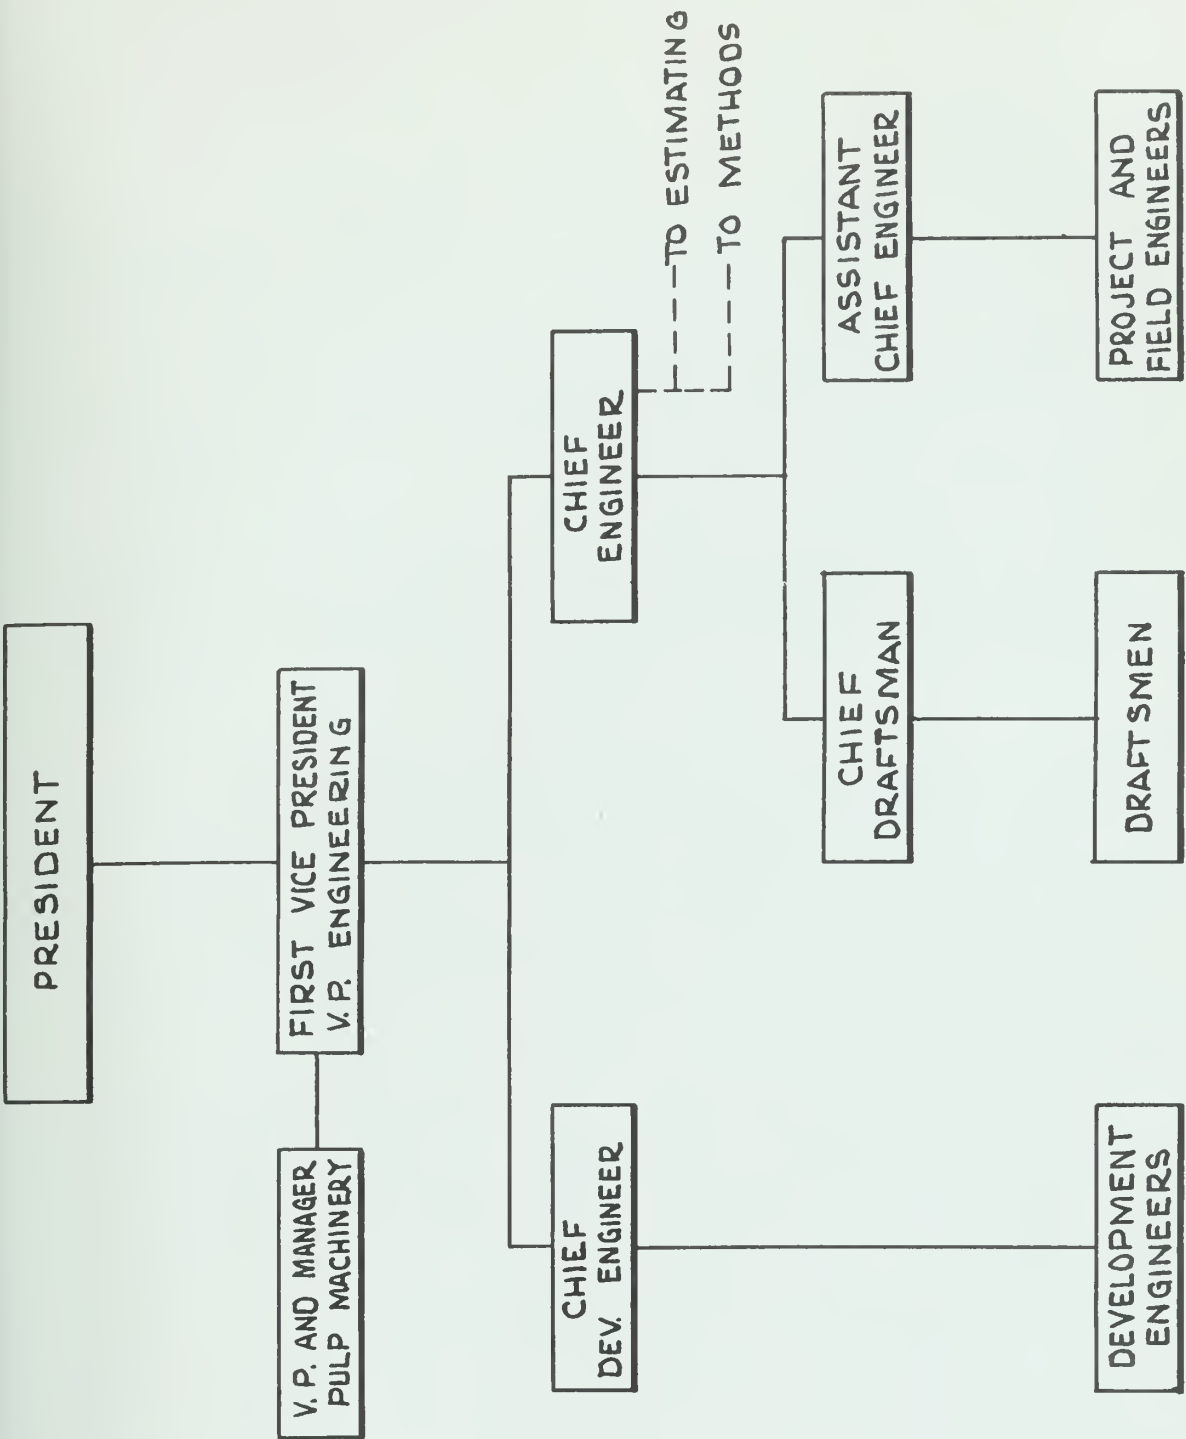 PRESIDENT
V. P. AND MANAGER
PULP MACHINERY
FIRST VICE PRESIDENT
V. P. ENGINEERING
CHIEF
DEV. ENGINEER
CHIEF
ENGINEER
TO ESTIMATING
TO METHODS
CHIEF
DRAFTSMAN
ASSISTANT
CHIEF ENGINEER
DEVELOPMENT
ENGINEERS
DRAFTSMEN
PROJECT AND
FIELD ENGINEERS